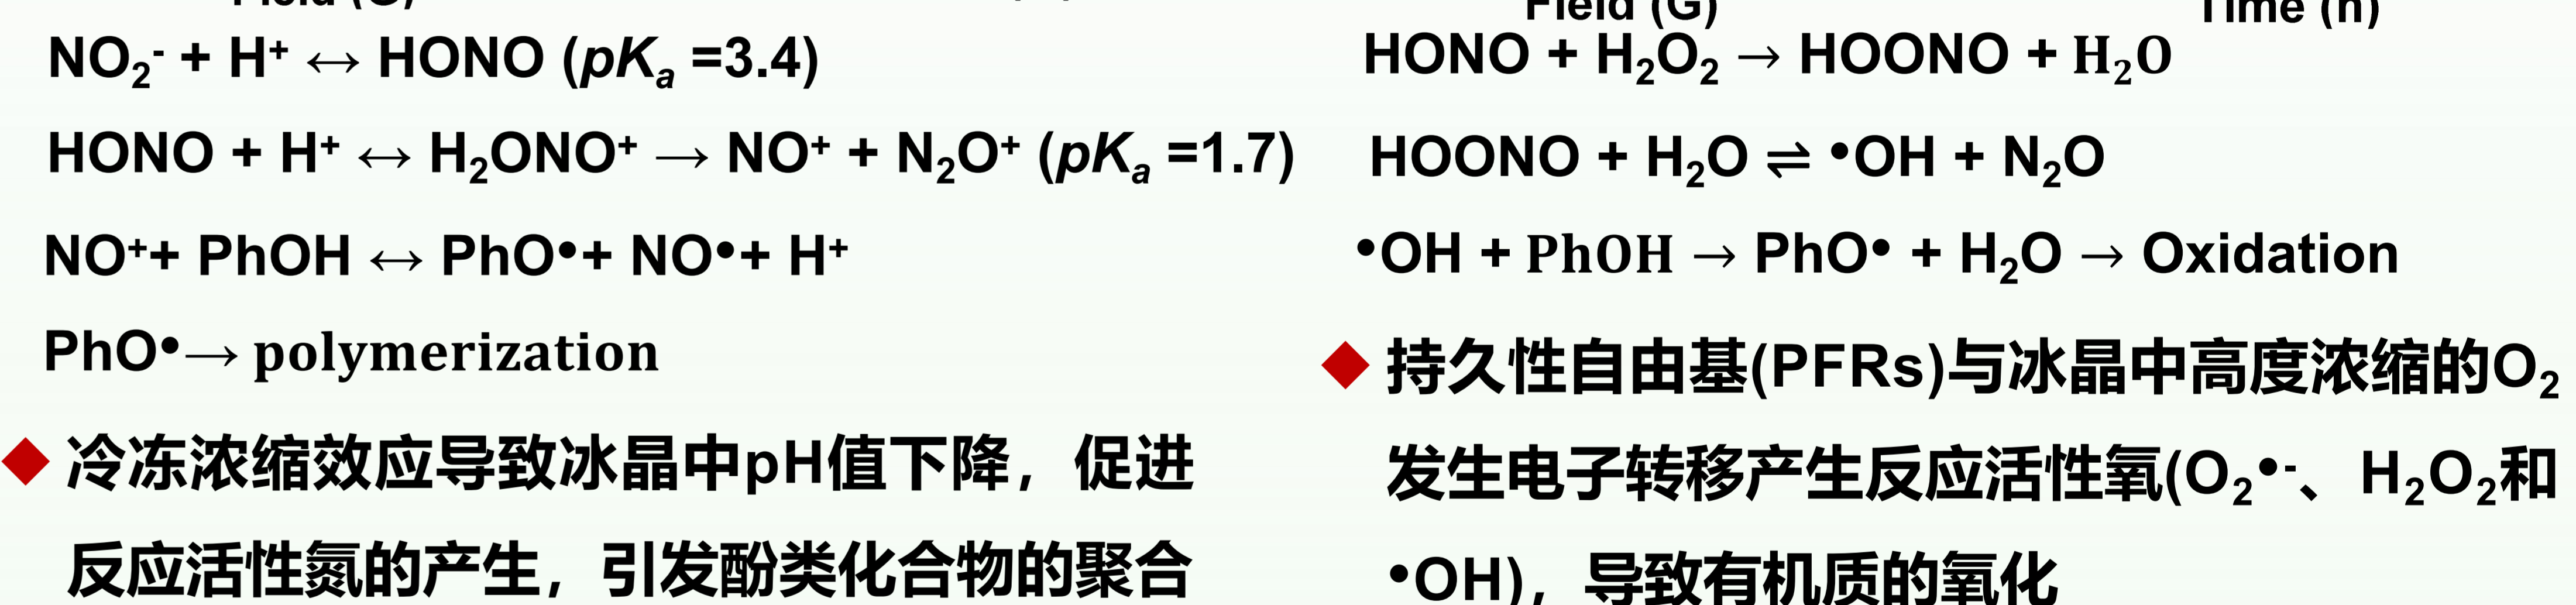 Field (G)
Field (G)
Time (h)
NO₂⁻ + H⁺ ↔ HONO (pKₐ =3.4)
HONO + H⁺ ↔ H₂ONO⁺ → NO⁺ + N₂O⁺ (pKₐ =1.7)
NO⁺+ PhOH ↔ PhO•+ NO•+ H⁺
PhO•→ polymerization
◆ 冷冻浓缩效应导致冰晶中pH值下降，促进
反应活性氮的产生，引发酚类化合物的聚合
HONO + H₂O₂ → HOONO + H₂O
HOONO + H₂O ⇌ •OH + N₂O
•OH + PhOH → PhO• + H₂O → Oxidation
◆ 持久性自由基(PFRs)与冰晶中高度浓缩的O₂
发生电子转移产生反应活性氧(O₂•⁻、H₂O₂和
•OH)，导致有机质的氧化